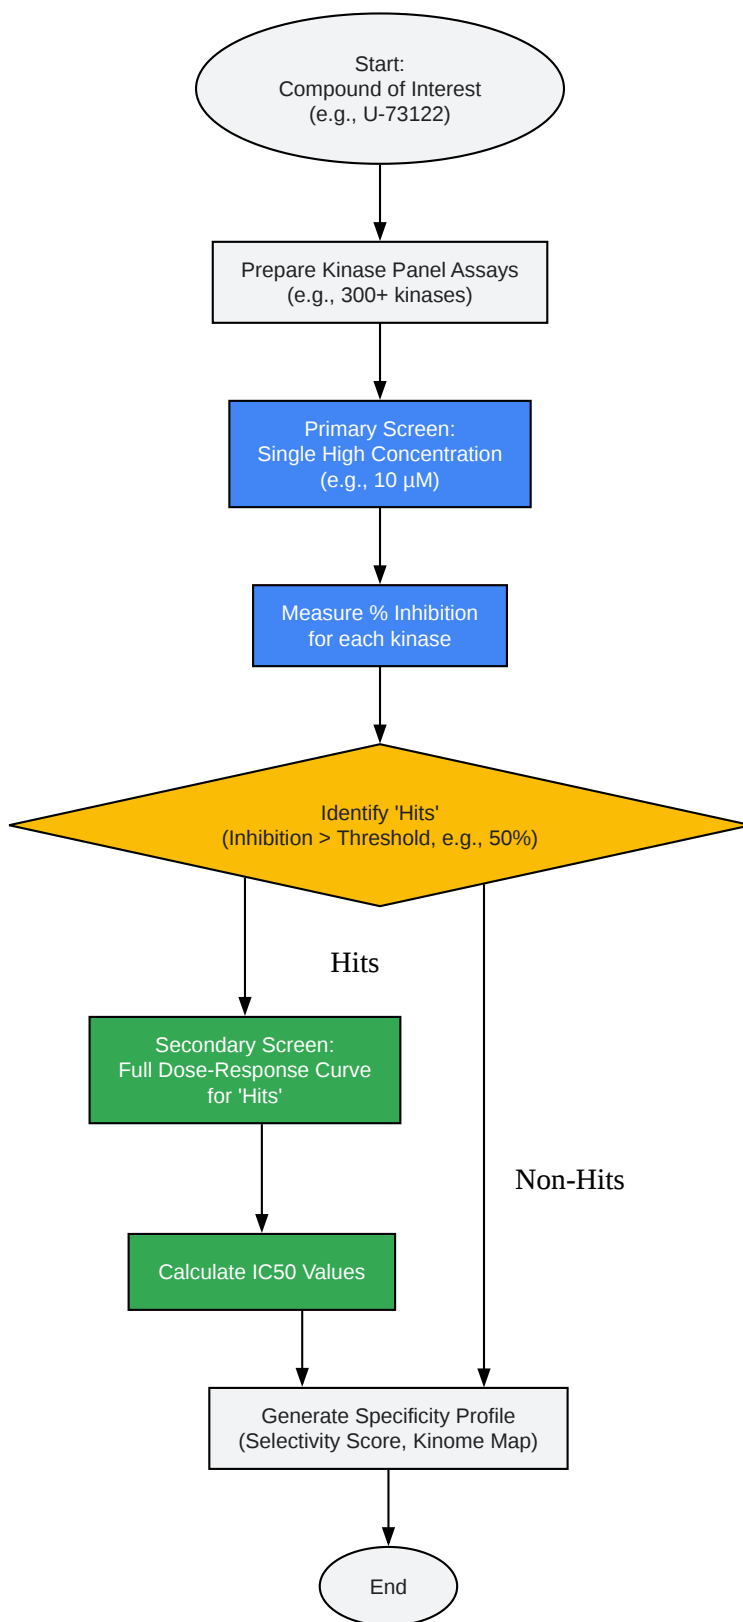 Start:
Compound of Interest
(e.g., U-73122)
Prepare Kinase Panel Assays
(e.g., 300+ kinases)
Primary Screen:
Single High Concentration
(e.g., 10 µM)
Measure % Inhibition
for each kinase
Identify 'Hits'
(Inhibition > Threshold, e.g., 50%)
Hits
Secondary Screen:
Full Dose-Response Curve
for 'Hits'
Non-Hits
Calculate IC50 Values
Generate Specificity Profile
(Selectivity Score, Kinome Map)
End